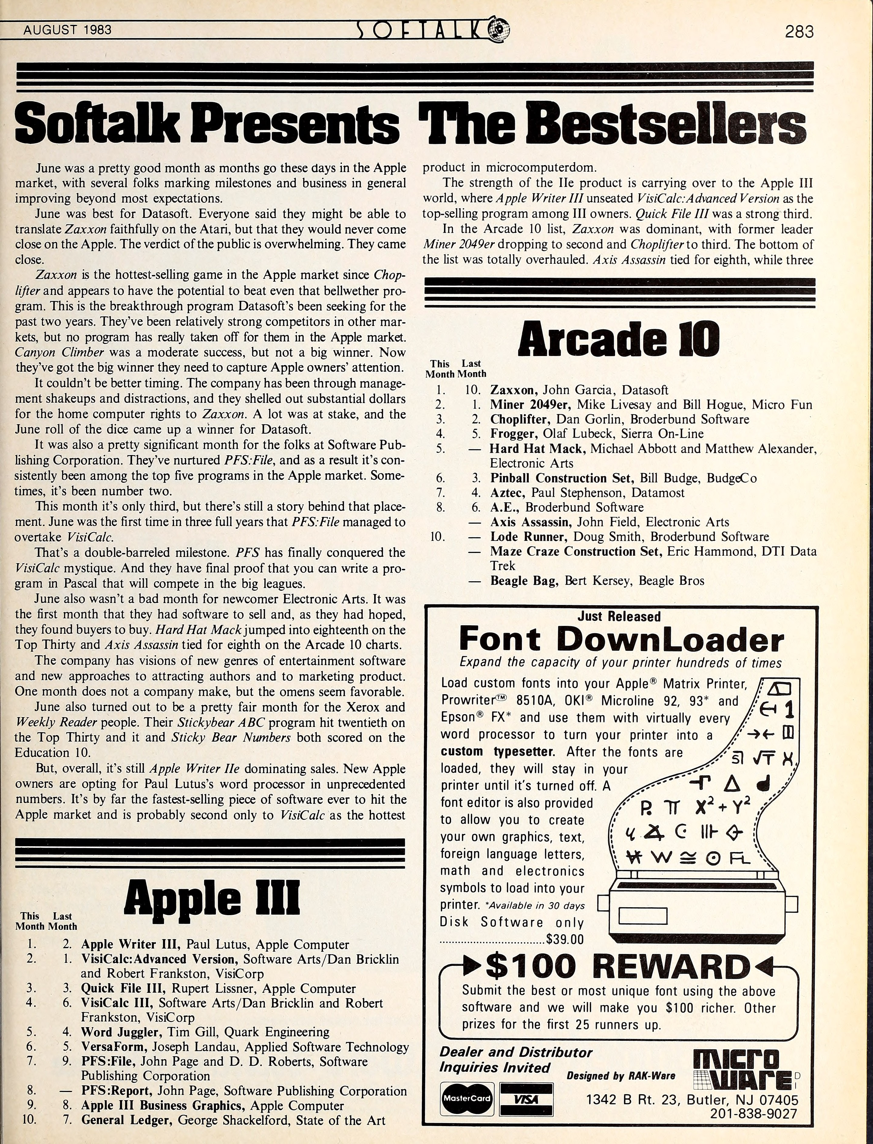 AUGUST 1983
SOFTALK
283
Softalk Presents The Bestsellers
June was a pretty good month as months go these days in the Apple
market, with several folks marking milestones and business in general
improving beyond most expectations.
June was best for Datasoft. Everyone said they might be able to
translate Zaxxon faithfully on the Atari, but that they would never come
close on the Apple. The verdict of the public is overwhelming. They came
close.
Zaxxon is the hottest-selling game in the Apple market since Chop-
lifter and appears to have the potential to beat even that bellwether pro-
gram. This is the breakthrough program Datasoft's been seeking for the
past two years. They've been relatively strong competitors in other mar-
kets, but no program has really taken off for them in the Apple market.
Canyon Climber was a moderate success, but not a big winner. Now
they've got the big winner they need to capture Apple owners' attention.
It couldn't be better timing. The company has been through manage-
ment shakeups and distractions, and they shelled out substantial dollars
for the home computer rights to Zaxxon. A lot was at stake, and the
June roll of the dice came up a winner for Datasoft.
It was also a pretty significant month for the folks at Software Pub-
lishing Corporation. They've nurtured PFS:File, and as a result it's con-
sistently been among the top five programs in the Apple market. Some-
times, it's been number two.
This month it's only third, but there's still a story behind that place-
ment. June was the first time in three full years that PFS:File managed to
overtake VisiCalc.
That's a double-barreled milestone. PFS has finally conquered the
VisiCalc mystique. And they have final proof that you can write a pro-
gram in Pascal that will compete in the big leagues.
June also wasn't a bad month for newcomer Electronic Arts. It was
the first month that they had software to sell and, as they had hoped,
they found buyers to buy. Hard Hat Mack jumped into eighteenth on the
Top Thirty and Axis Assassin tied for eighth on the Arcade 10 charts.
The company has visions of new genres of entertainment software
and new approaches to attracting authors and to marketing product.
One month does not a company make, but the omens seem favorable.
June also turned out to be a pretty fair month for the Xerox and
Weekly Reader people. Their Stickybear ABC program hit twentieth on
the Top Thirty and it and Sticky Bear Numbers both scored on the
Education 10.
But, overall, it's still Apple Writer IIe dominating sales. New Apple
owners are opting for Paul Lutus's word processor in unprecedented
numbers. It's by far the fastest-selling piece of software ever to hit the
Apple market and is probably second only to VisiCalc as the hottest
product in microcomputerdom.
The strength of the IIe product is carrying over to the Apple III
world, where Apple Writer III unseated VisiCalc:Advanced Version as the
top-selling program among III owners. Quick File III was a strong third.
In the Arcade 10 list, Zaxxon was dominant, with former leader
Miner 2049er dropping to second and Choplifter to third. The bottom of
the list was totally overhauled. Axis Assassin tied for eighth, while three
Apple III
This Last
Month Month
1. 2. Apple Writer III, Paul Lutus, Apple Computer
2. 1. VisiCalc:Advanced Version, Software Arts/Dan Bricklin
and Robert Frankston, VisiCorp
3. 3. Quick File III, Rupert Lissner, Apple Computer
4. 6. VisiCalc III, Software Arts/Dan Bricklin and Robert
Frankston, VisiCorp
5. 4. Word Juggler, Tim Gill, Quark Engineering
6. 5. VersaForm, Joseph Landau, Applied Software Technology
7. 9. PFS:File, John Page and D. D. Roberts, Software
Publishing Corporation
8. — PFS:Report, John Page, Software Publishing Corporation
9. 8. Apple III Business Graphics, Apple Computer
10. 7. General Ledger, George Shackelford, State of the Art
Arcade 10
This Last
Month Month
1. 10. Zaxxon, John Garcia, Datasoft
2. 1. Miner 2049er, Mike Livesay and Bill Hogue, Micro Fun
3. 2. Choplifter, Dan Gorlin, Broderbund Software
4. 5. Frogger, Olaf Lubeck, Sierra On-Line
5. — Hard Hat Mack, Michael Abbott and Matthew Alexander,
Electronic Arts
6. 3. Pinball Construction Set, Bill Budge, BudgeCo
7. 4. Aztec, Paul Stephenson, Datamost
8. 6. A.E., Broderbund Software
— Axis Assassin, John Field, Electronic Arts
10. — Lode Runner, Doug Smith, Broderbund Software
— Maze Craze Construction Set, Eric Hammond, DTI Data
Trek
— Beagle Bag, Bert Kersey, Beagle Bros
Just Released
Font DownLoader
Expand the capacity of your printer hundreds of times
Load custom fonts into your Apple® Matrix Printer,
Prowriter™ 8510A, OKI® Microline 92, 93* and
Epson® FX* and use them with virtually every
word processor to turn your printer into a
custom typesetter. After the fonts are
loaded, they will stay in your
printer until it's turned off. A
font editor is also provided
to allow you to create
your own graphics, text,
foreign language letters,
math and electronics
symbols to load into your
printer. *Available in 30 days
Disk Software only
..............................$39.00
X²+Y²
$100 REWARD
Submit the best or most unique font using the above
software and we will make you $100 richer. Other
prizes for the first 25 runners up.
Dealer and Distributor
Inquiries Invited
Designed by RAK-Ware
MICRO
WARE
MasterCard
VISA
1342 B Rt. 23, Butler, NJ 07405
201-838-9027